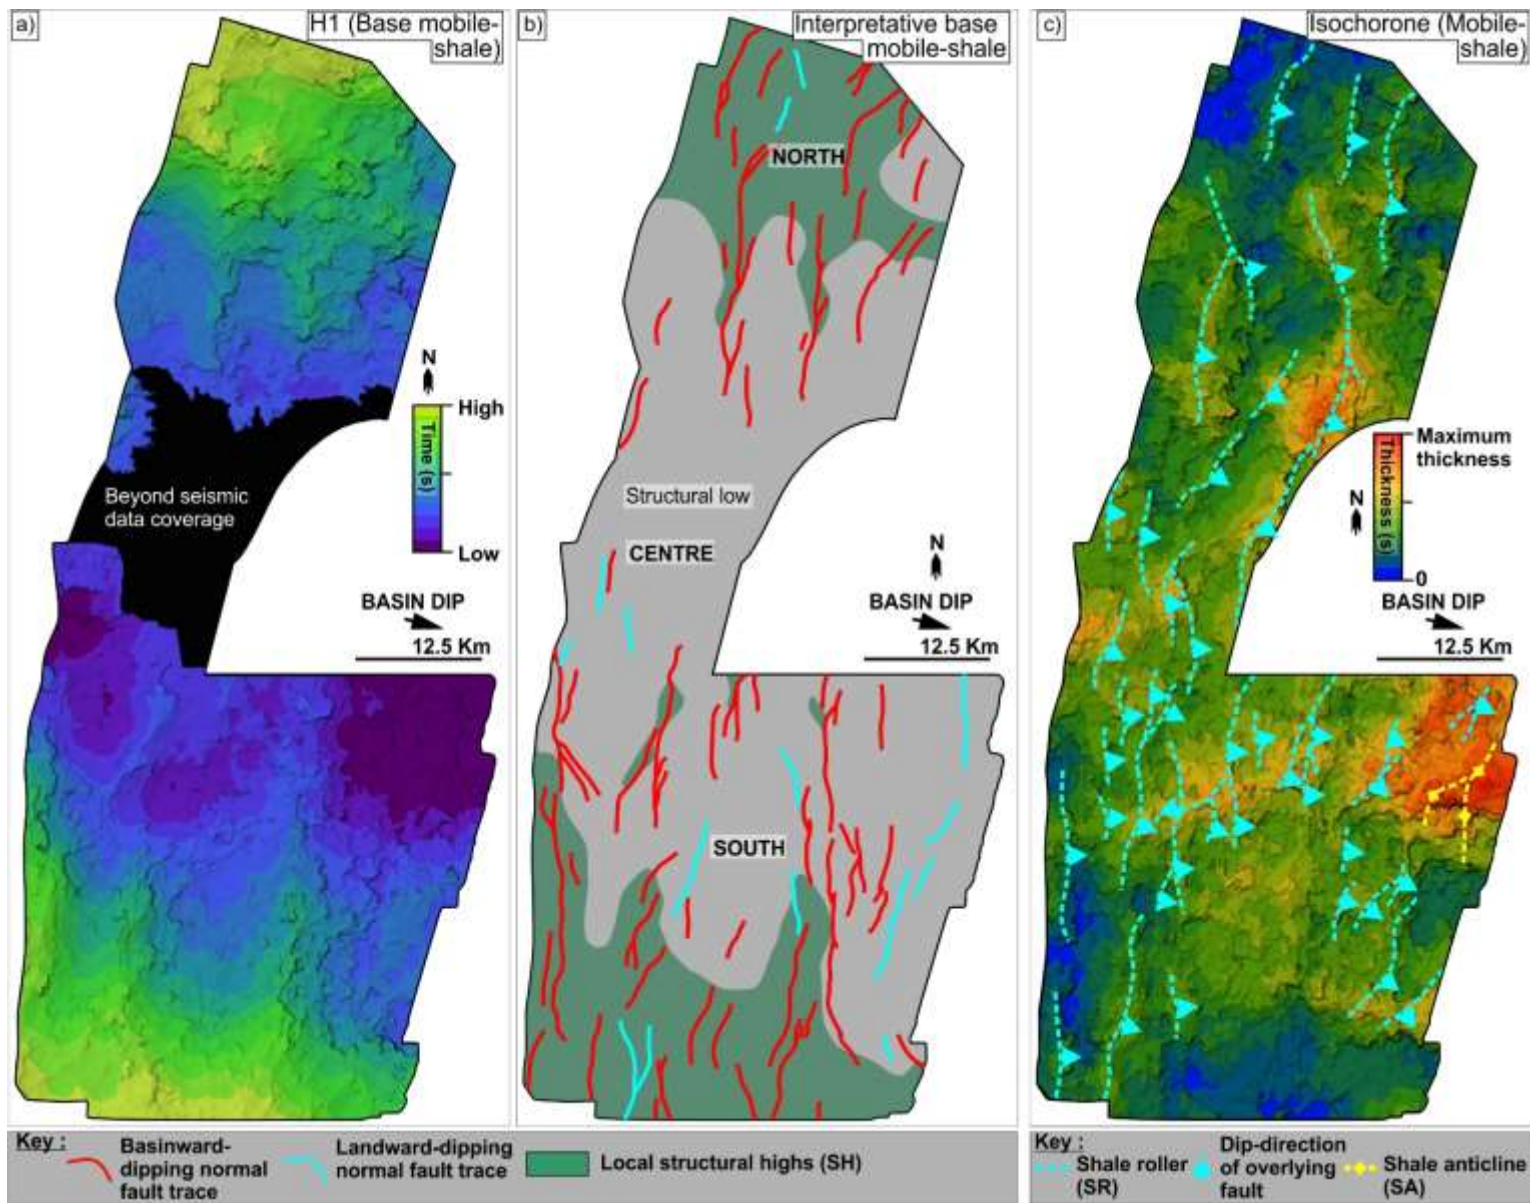 a)
H1 (Base mobile-
shale)
N
High
Time (s)
Low
Beyond seismic
data coverage
BASIN DIP
12.5 Km
b)
Interpretative base
mobile-shale
NORTH
Structural low
CENTRE
N
BASIN DIP
12.5 Km
SOUTH
c)
Isochorone (Mobile-
shale)
Maximum
thickness
Thickness (s)
N
0
BASIN DIP
12.5 Km
Key :
Basinward-
dipping normal
fault trace
Landward-dipping
normal fault trace
Local structural highs (SH)
Key :
Shale roller
(SR)
Dip-direction
of overlying
fault
Shale anticline
(SA)